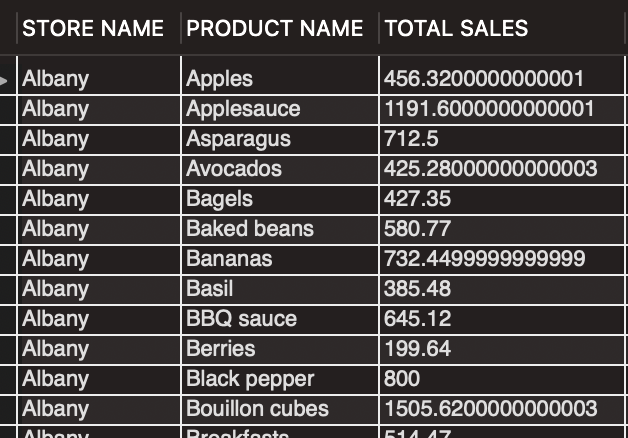 STORE NAME PRODUCT NAME TOTAL SALES
Albany Apples 456.3200000000001
Albany Applesauce 1191.6000000000001
Albany Asparagus 712.5
Albany Avocados 425.28000000000003
Albany Bagels 427.35
Albany Baked beans 580.77
Albany Bananas 732.4499999999999
Albany Basil 385.48
Albany BBQ sauce 645.12
Albany Berries 199.64
Albany Black pepper 800
Albany Bouillon cubes 1505.6200000000003
Albany Breakfasts 514.47